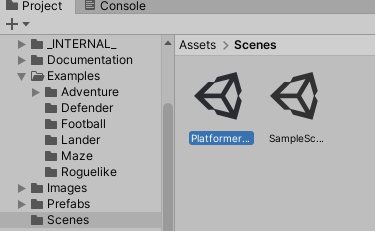 Project
Console
_INTERNAL_
Documentation
Examples
Adventure
Defender
Football
Lander
Maze
Roguelike
Images
Prefabs
Scenes
Assets > Scenes
Platformer...
SampleSc...